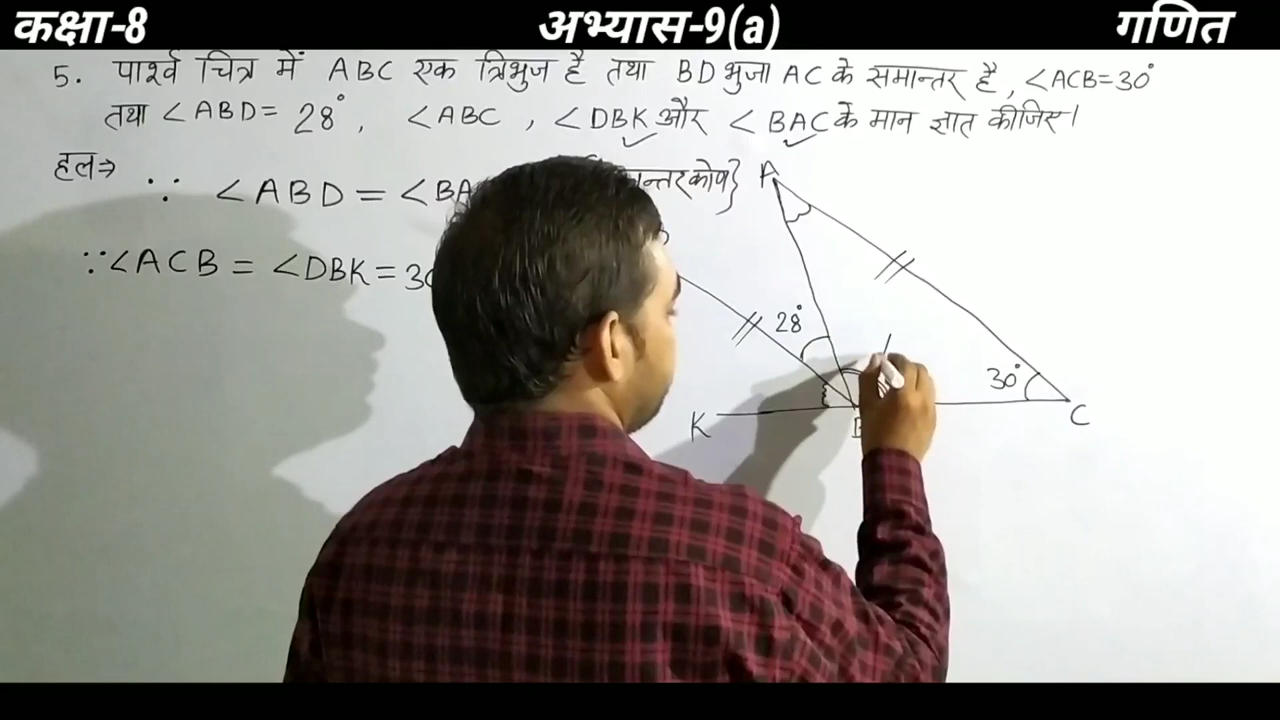 कक्षा-8 अभ्यास-9(a) गणित
5. पार्श्व चित्र में ABC एक त्रिभुज है तथा BD भुजा AC के समान्तर है, ∠ACB=30°
तथा ∠ABD= 28°, ∠ABC , ∠DBK और ∠BAC के मान ज्ञात कीजिए।
हल⇒
∵ ∠ABD = ∠BA
∵∠ACB = ∠DBK = 30
A
28°
30°
K
B
C